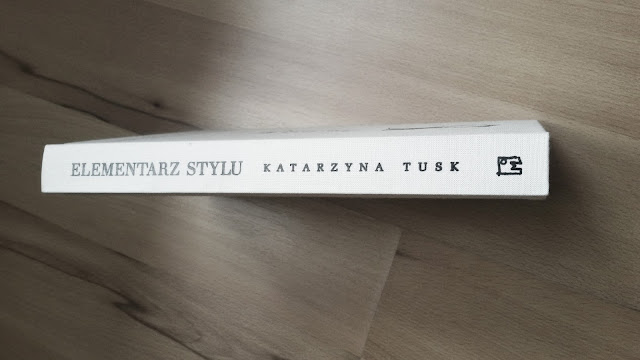 ELEMENTARZ STYLU KATARZYNA TUSK